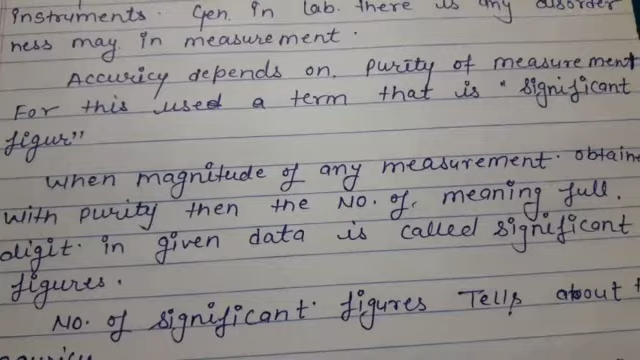 instruments. Gen. in lab. there is any disorder
ness may in measurement.
Accuricy depends on. purity of measurement
For this used a term that is "significant
figur"
when magnitude of any measurement. obtaine
with purity then the No. of. meaning full.
digit. in given data is called significant
figures.
No. of significant. figures Tells about t